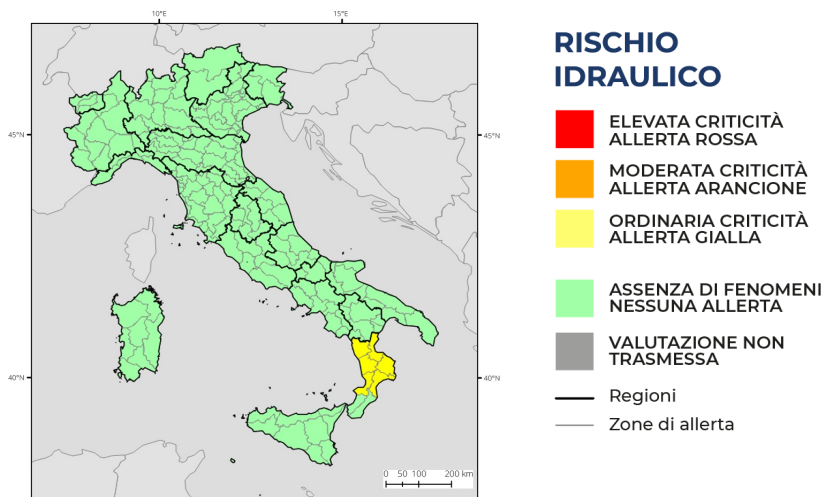 10°E
15°E
45°N
45°N
40°N
40°N
0 50 100 200 km
RISCHIO
IDRAULICO
ELEVATA CRITICITÀ
ALLERTA ROSSA
MODERATA CRITICITÀ
ALLERTA ARANCIONE
ORDINARIA CRITICITÀ
ALLERTA GIALLA
ASSENZA DI FENOMENI
NESSUNA ALLERTA
VALUTAZIONE NON
TRASMESSA
Regioni
Zone di allerta